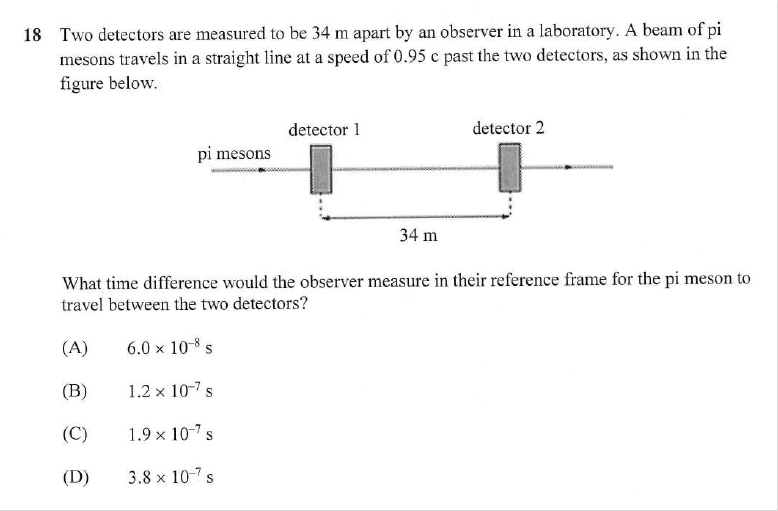 18 Two detectors are measured to be 34 m apart by an observer in a laboratory. A beam of pi
mesons travels in a straight line at a speed of 0.95 c past the two detectors, as shown in the
figure below.
detector 1
detector 2
pi mesons
34 m
What time difference would the observer measure in their reference frame for the pi meson to
travel between the two detectors?
(A) 6.0 × 10⁻⁸ s
(B) 1.2 × 10⁻⁷ s
(C) 1.9 × 10⁻⁷ s
(D) 3.8 × 10⁻⁷ s